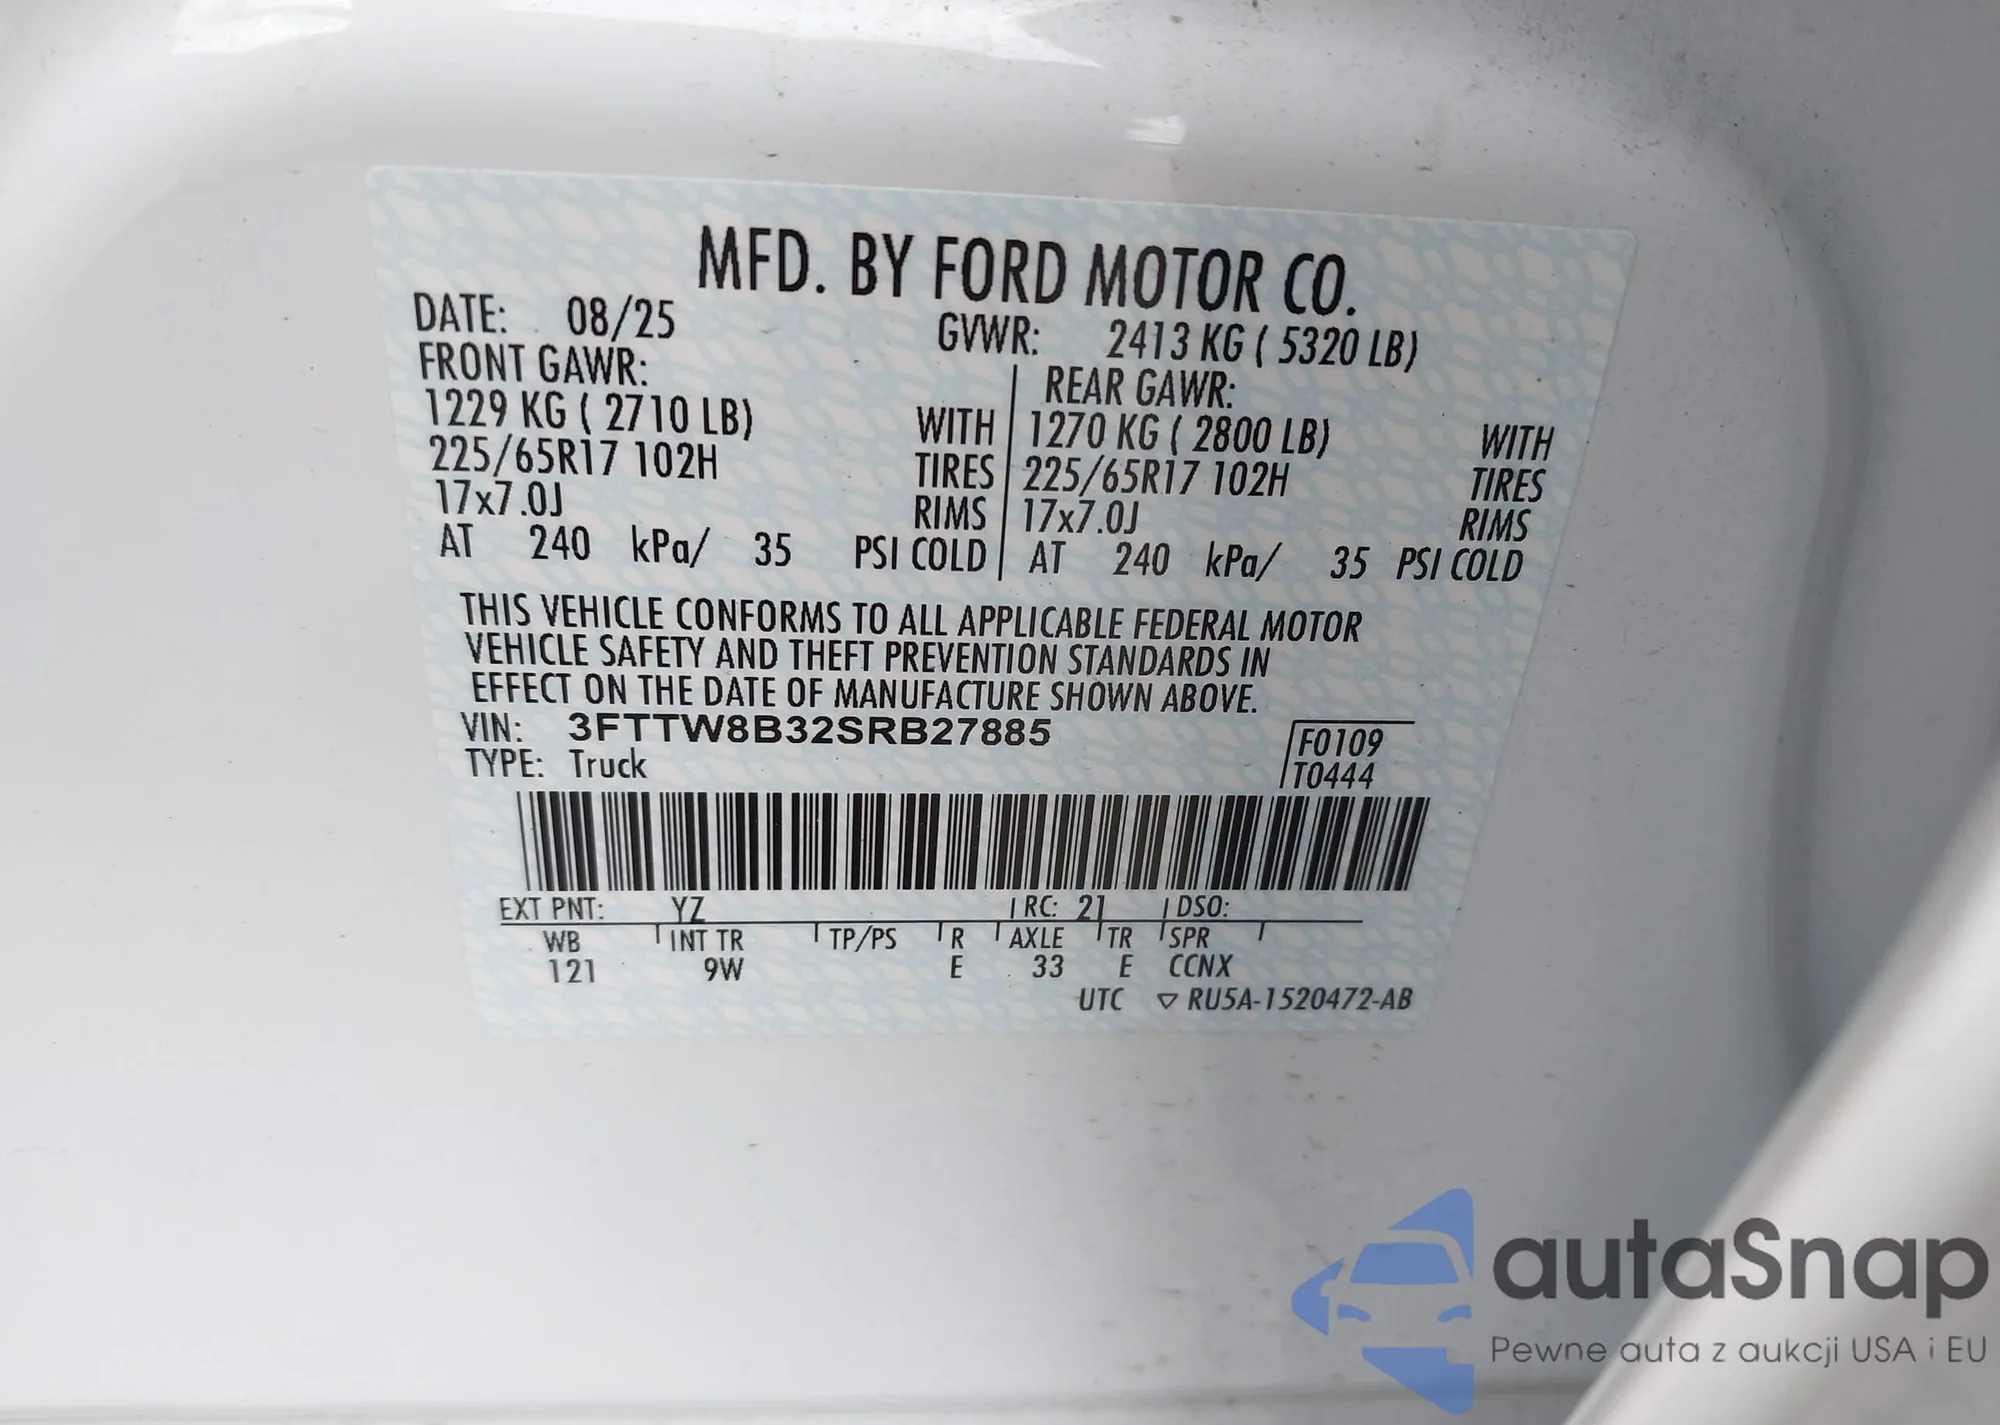 MFD. BY FORD MOTOR CO.
DATE: 08/25 GVWR: 2413 KG ( 5320 LB)
FRONT GAWR: REAR GAWR:
1229 KG ( 2710 LB) WITH 1270 KG ( 2800 LB) WITH
225/65R17 102H TIRES 225/65R17 102H TIRES
17x7.0J RIMS 17x7.0J RIMS
AT 240 kPa/ 35 PSI COLD AT 240 kPa/ 35 PSI COLD
THIS VEHICLE CONFORMS TO ALL APPLICABLE FEDERAL MOTOR
VEHICLE SAFETY AND THEFT PREVENTION STANDARDS IN
EFFECT ON THE DATE OF MANUFACTURE SHOWN ABOVE.
VIN: 3FTTW8B32SRB27885 F0109
TYPE: Truck T0444
EXT PNT: YZ RC: 21 DSO:
WB INT TR TP/PS R AXLE TR SPR
121 9W E 33 E CCNX
UTC ▽ RU5A-1520472-AB
autaSnap
Pewne auta z aukcji USA i EU